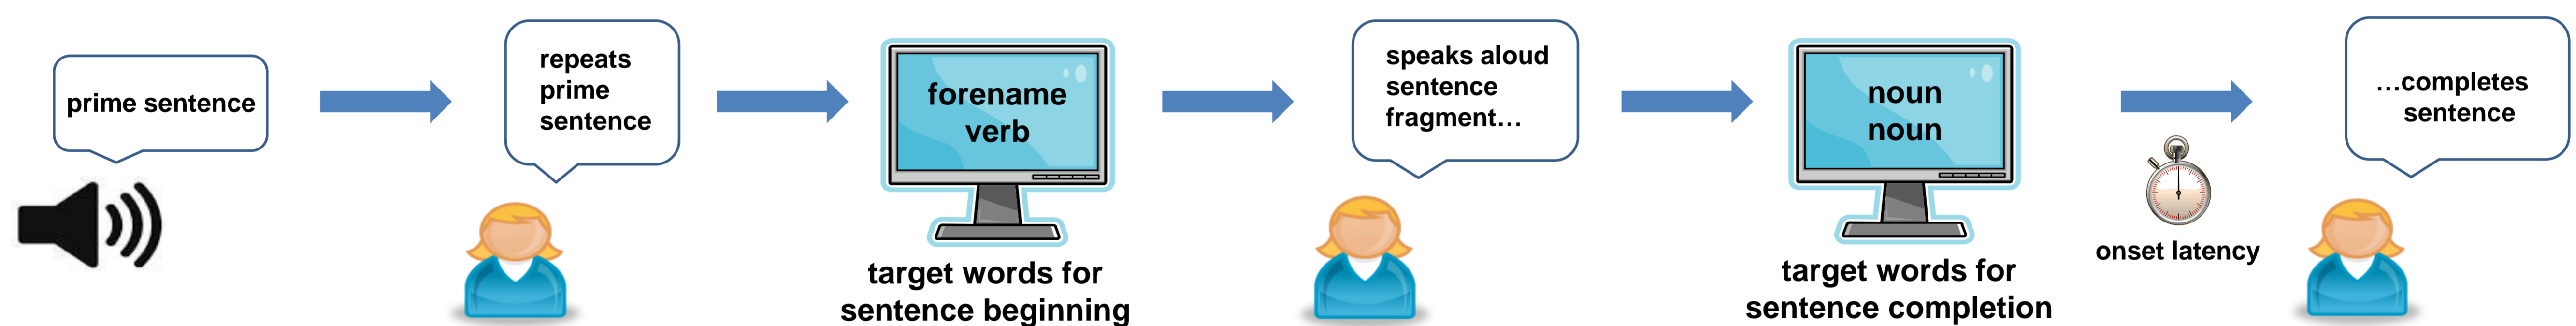 prime sentence
repeats
prime
sentence
forename
verb
target words for
sentence beginning
speaks aloud
sentence
fragment…
noun
noun
target words for
sentence completion
onset latency
…completes
sentence